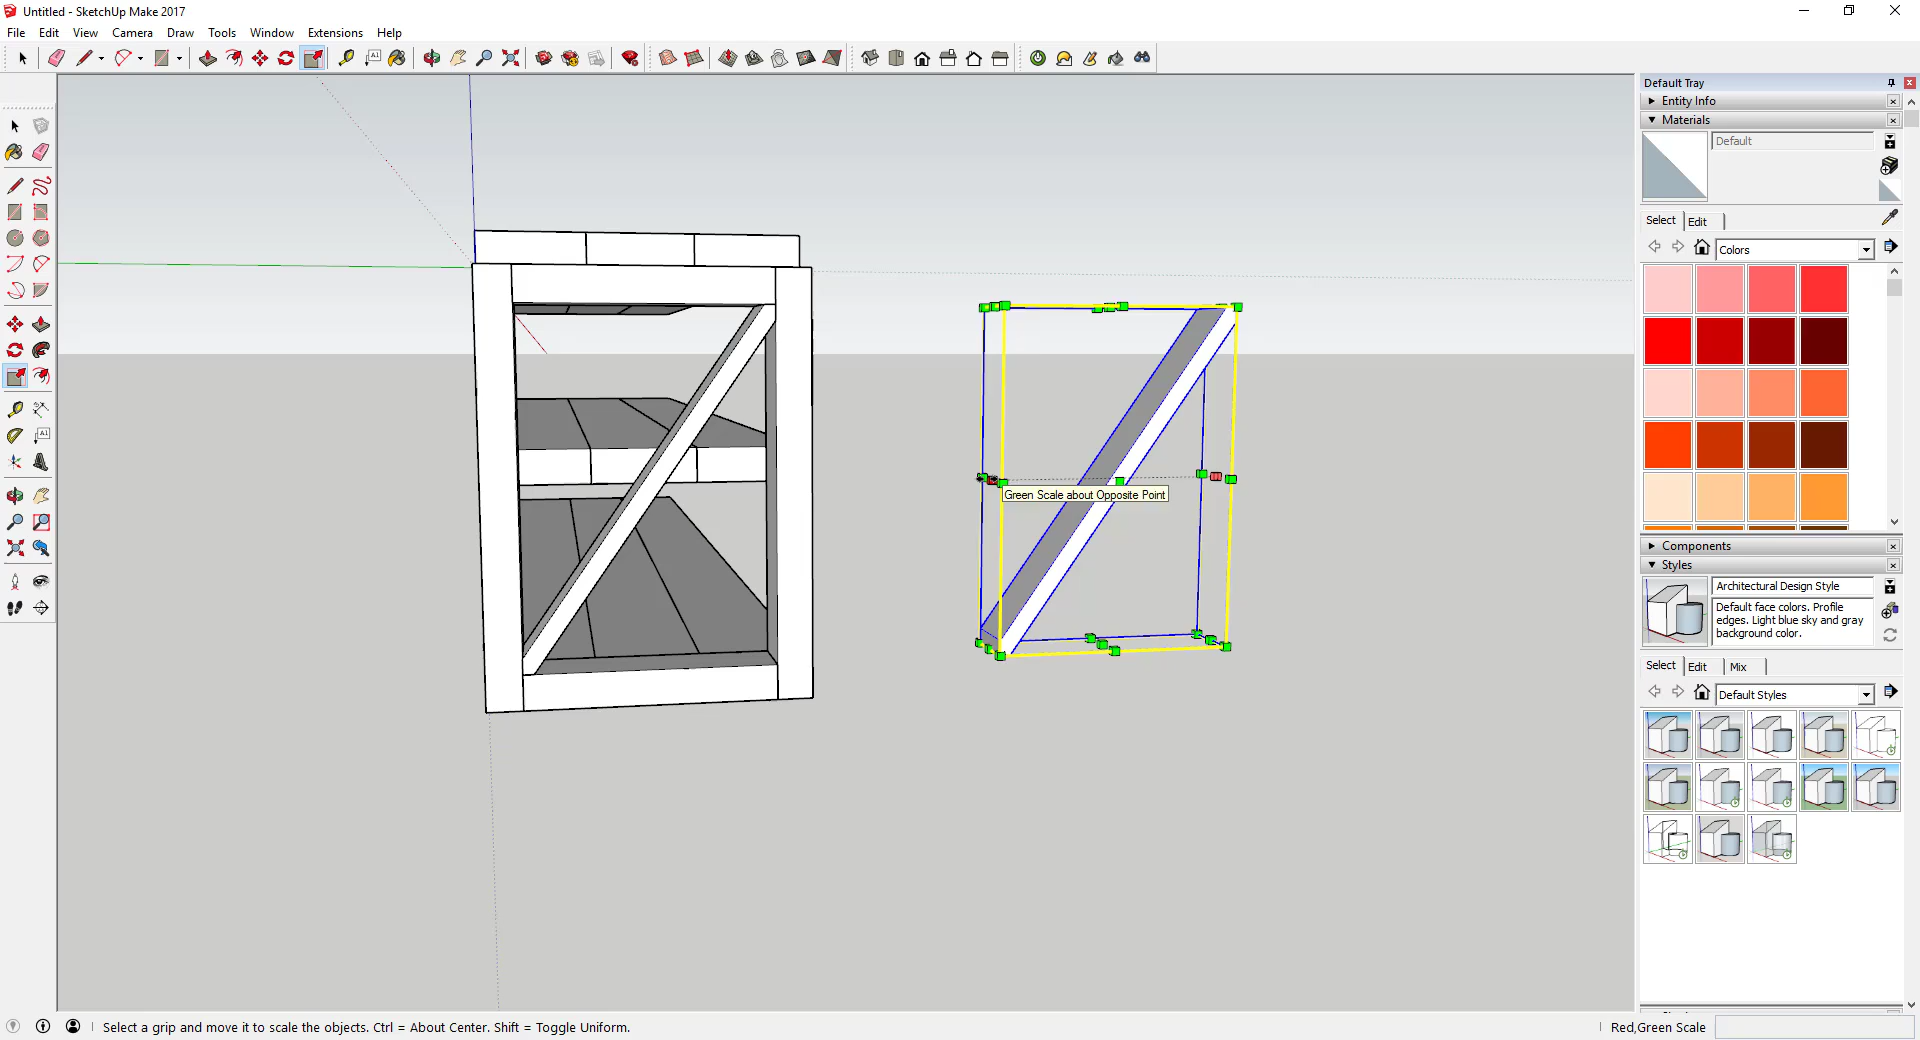 Untitled - SketchUp Make 2017
File Edit View Camera Draw Tools Window Extensions Help
Default Tray
Entity Info
Materials
Default
Select Edit
Colors
Green Scale about Opposite Point
Components
Styles
Architectural Design Style
Default face colors. Profile
edges. Light blue sky and gray
background color.
Select Edit Mix
Default Styles
Select a grip and move it to scale the objects. Ctrl = About Center. Shift = Toggle Uniform.
Red,Green Scale